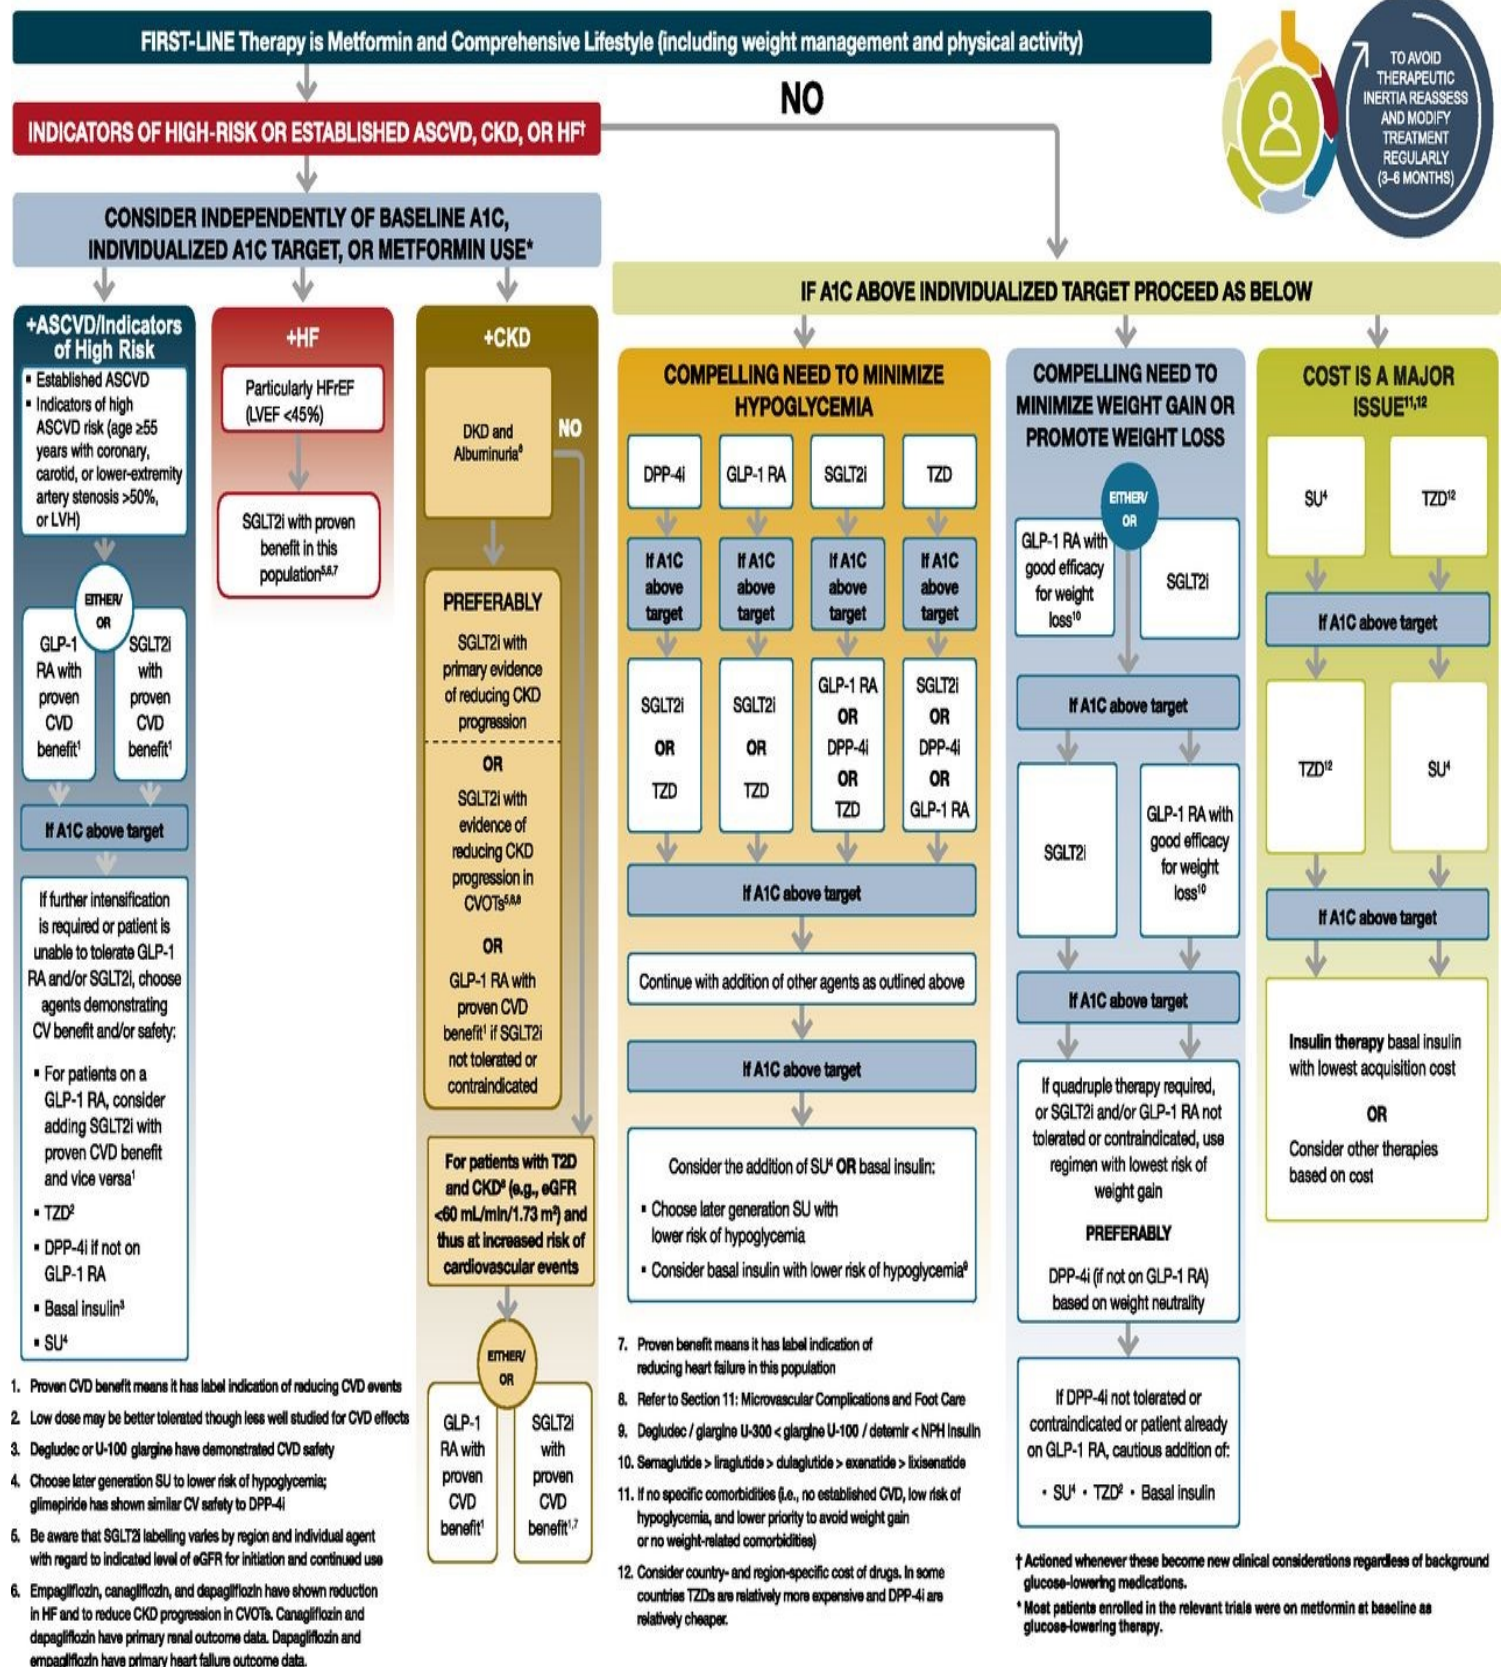 FIRST-LINE Therapy is Metformin and Comprehensive Lifestyle (including weight management and physical activity)
TO AVOID
THERAPEUTIC
INERTIA REASSESS
AND MODIFY
TREATMENT
REGULARLY
(3–6 MONTHS)
NO
INDICATORS OF HIGH-RISK OR ESTABLISHED ASCVD, CKD, OR HF†
CONSIDER INDEPENDENTLY OF BASELINE A1C,
INDIVIDUALIZED A1C TARGET, OR METFORMIN USE*
IF A1C ABOVE INDIVIDUALIZED TARGET PROCEED AS BELOW
+ASCVD/Indicators
of High Risk
▪ Established ASCVD
▪ Indicators of high
ASCVD risk (age ≥55
years with coronary,
carotid, or lower-extremity
artery stenosis >50%,
or LVH)
EITHER/
OR
GLP-1
RA with
proven
CVD
benefit¹
SGLT2i
with
proven
CVD
benefit¹
If A1C above target
If further intensification
is required or patient is
unable to tolerate GLP-1
RA and/or SGLT2i, choose
agents demonstrating
CV benefit and/or safety:
▪ For patients on a
GLP-1 RA, consider
adding SGLT2i with
proven CVD benefit
and vice versa¹
▪ TZD²
▪ DPP-4i if not on
GLP-1 RA
▪ Basal insulin³
▪ SU⁴
+HF
Particularly HFrEF
(LVEF <45%)
SGLT2i with proven
benefit in this
population⁵,⁶,⁷
+CKD
DKD and
Albuminuria⁸
NO
PREFERABLY
SGLT2i with
primary evidence
of reducing CKD
progression
OR
SGLT2i with
evidence of
reducing CKD
progression in
CVOTs⁵,⁶,⁸
OR
GLP-1 RA with
proven CVD
benefit¹ if SGLT2i
not tolerated or
contraindicated
For patients with T2D
and CKD⁸ (e.g., eGFR
<60 mL/min/1.73 m²) and
thus at increased risk of
cardiovascular events
EITHER/
OR
GLP-1
RA with
proven
CVD
benefit¹
SGLT2i
with
proven
CVD
benefit¹,⁷
COMPELLING NEED TO MINIMIZE
HYPOGLYCEMIA
DPP-4i
GLP-1 RA
SGLT2i
TZD
If A1C
above
target
If A1C
above
target
If A1C
above
target
If A1C
above
target
SGLT2i
OR
TZD
SGLT2i
OR
TZD
GLP-1 RA
OR
DPP-4i
OR
TZD
SGLT2i
OR
DPP-4i
OR
GLP-1 RA
If A1C above target
Continue with addition of other agents as outlined above
If A1C above target
Consider the addition of SU⁴ OR basal insulin:
▪ Choose later generation SU with
lower risk of hypoglycemia
▪ Consider basal insulin with lower risk of hypoglycemia⁹
COMPELLING NEED TO
MINIMIZE WEIGHT GAIN OR
PROMOTE WEIGHT LOSS
EITHER/
OR
GLP-1 RA with
good efficacy
for weight
loss¹⁰
SGLT2i
If A1C above target
SGLT2i
GLP-1 RA with
good efficacy
for weight
loss¹⁰
If A1C above target
If quadruple therapy required,
or SGLT2i and/or GLP-1 RA not
tolerated or contraindicated, use
regimen with lowest risk of
weight gain
PREFERABLY
DPP-4i (if not on GLP-1 RA)
based on weight neutrality
If DPP-4i not tolerated or
contraindicated or patient already
on GLP-1 RA, cautious addition of:
• SU⁴ • TZD² • Basal insulin
COST IS A MAJOR
ISSUE¹¹,¹²
SU⁴
TZD¹²
If A1C above target
TZD¹²
SU⁴
If A1C above target
Insulin therapy basal insulin
with lowest acquisition cost
OR
Consider other therapies
based on cost
1. Proven CVD benefit means it has label indication of reducing CVD events
2. Low dose may be better tolerated though less well studied for CVD effects
3. Degludec or U-100 glargine have demonstrated CVD safety
4. Choose later generation SU to lower risk of hypoglycemia;
glimepiride has shown similar CV safety to DPP-4i
5. Be aware that SGLT2i labelling varies by region and individual agent
with regard to indicated level of eGFR for initiation and continued use
6. Empagliflozin, canagliflozin, and dapagliflozin have shown reduction
in HF and to reduce CKD progression in CVOTs. Canagliflozin and
dapagliflozin have primary renal outcome data. Dapagliflozin and
empagliflozin have primary heart failure outcome data.
7. Proven benefit means it has label indication of
reducing heart failure in this population
8. Refer to Section 11: Microvascular Complications and Foot Care
9. Degludec / glargine U-300 < glargine U-100 / detemir < NPH insulin
10. Semaglutide > liraglutide > dulaglutide > exenatide > lixisenatide
11. If no specific comorbidities (i.e., no established CVD, low risk of
hypoglycemia, and lower priority to avoid weight gain
or no weight-related comorbidities)
12. Consider country- and region-specific cost of drugs. In some
countries TZDs are relatively more expensive and DPP-4i are
relatively cheaper.
† Actioned whenever these become new clinical considerations regardless of background
glucose-lowering medications.
* Most patients enrolled in the relevant trials were on metformin at baseline as
glucose-lowering therapy.